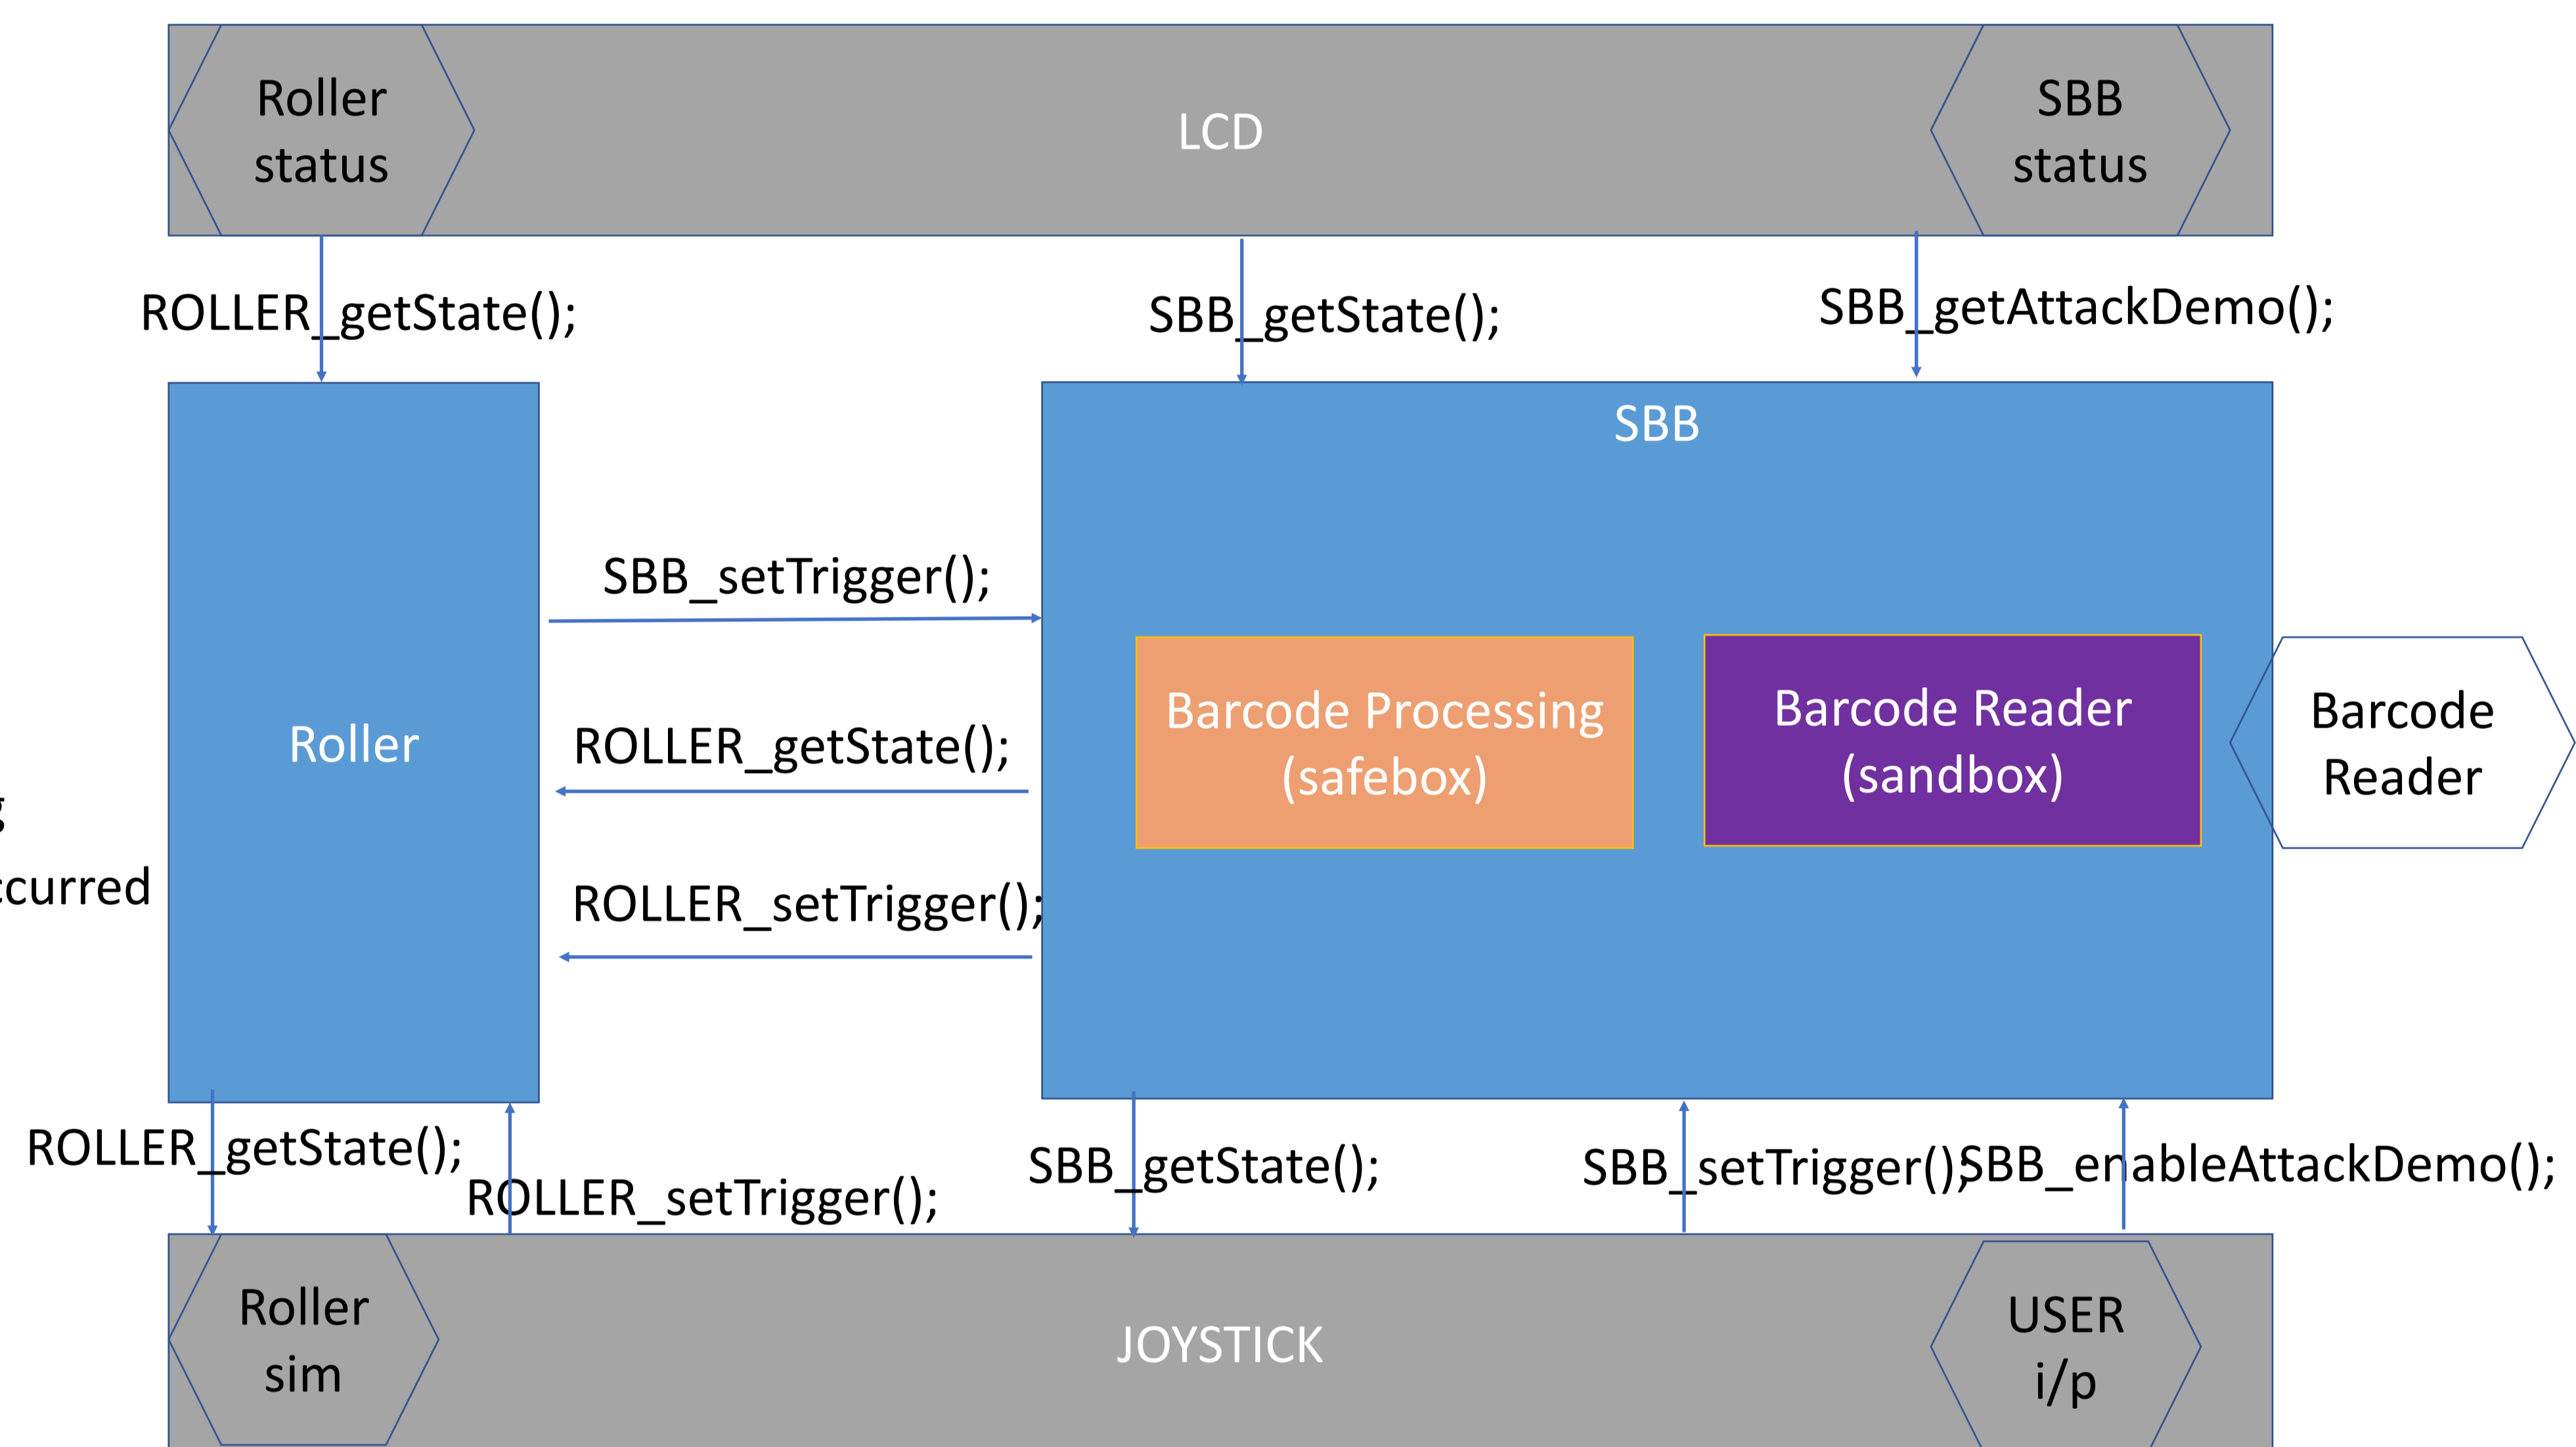 Roller
status
LCD
SBB
status
ROLLER_getState();
SBB_getState();
SBB_getAttackDemo();
SBB
SBB_setTrigger();
Roller
ROLLER_getState();
ROLLER_setTrigger();
Barcode Processing
(safebox)
Barcode Reader
(sandbox)
Barcode
Reader
ROLLER_getState();
ROLLER_setTrigger();
SBB_getState();
SBB_setTrigger();
SBB_enableAttackDemo();
Roller
sim
JOYSTICK
USER
i/p